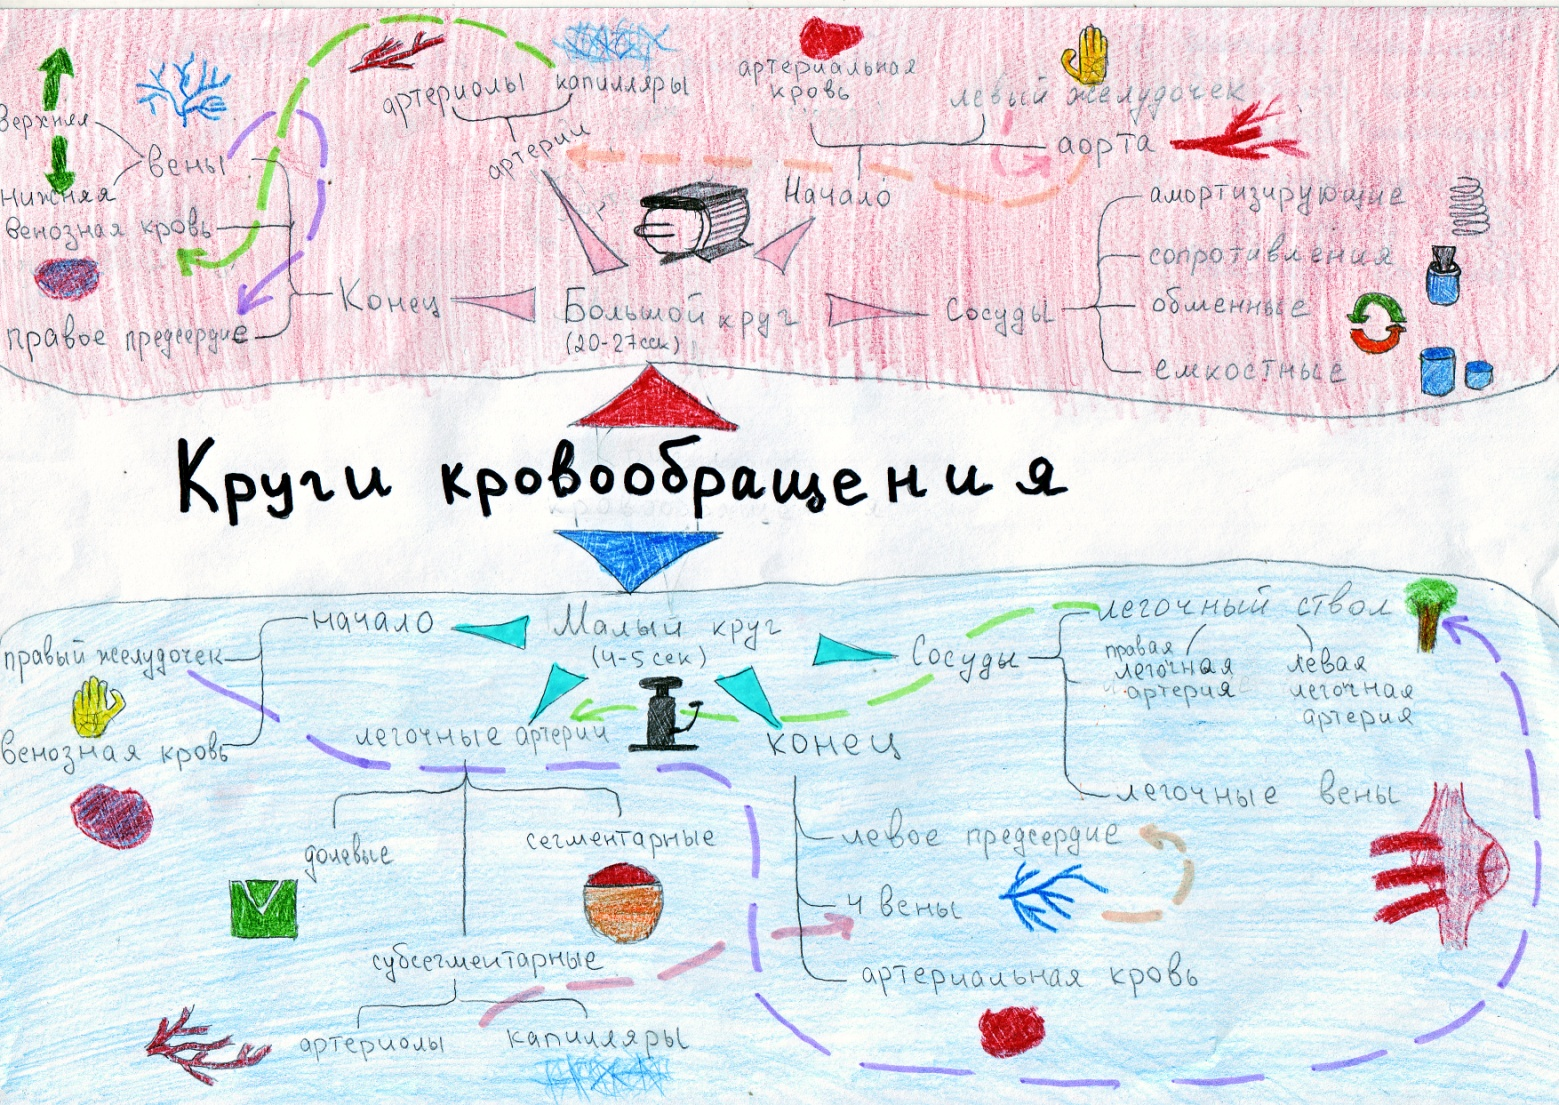 артериолы
капилляры
артерии
артериальная
кровь
левый желудочек
аорта
Начало
Верхняя
вены
нижняя
венозная кровь
правое предсердие
Конец
Большой круг
(20-27сек)
Сосуды
амортизирующие
сопротивления
обменные
емкостные
Круги кровообращения
Малый круг
(4-5 сек)
начало
правый желудочек
венозная кровь
легочные артерии
долевые
сегментарные
субсегментарные
артериолы
капилляры
конец
левое предсердие
4 вены
артериальная кровь
Сосуды
легочный ствол
правая
легочная
артерия
левая
легочная
артерия
легочные вены